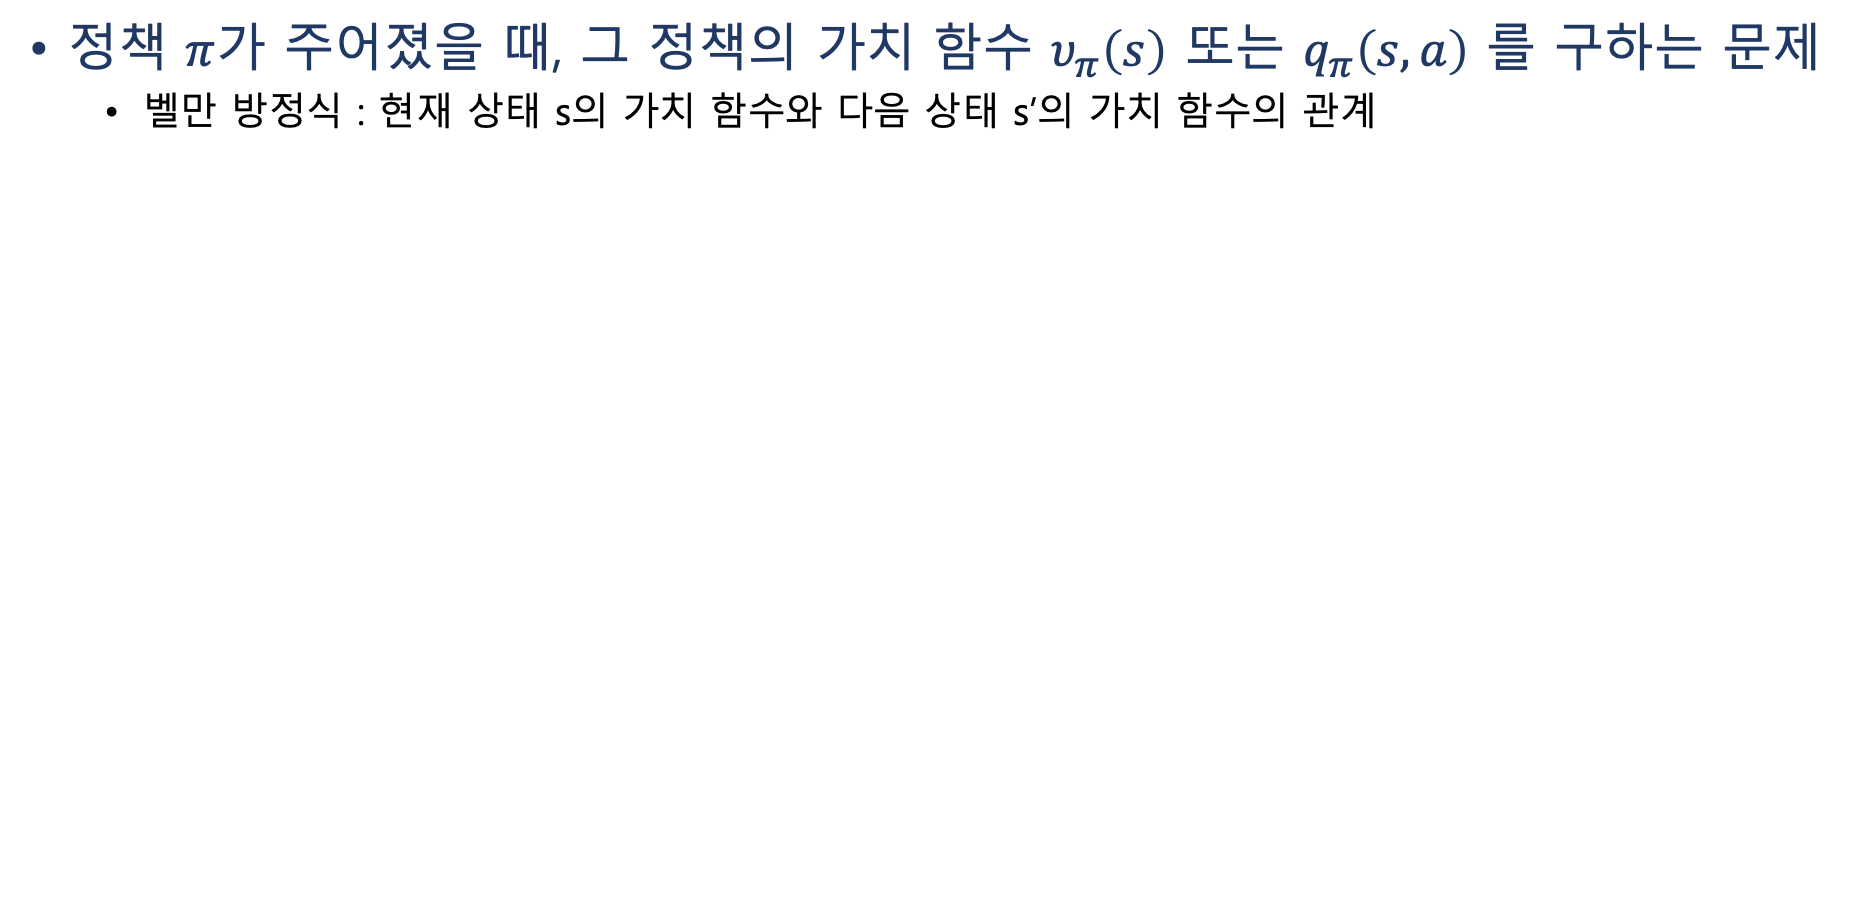 • 정책 π가 주어졌을 때, 그 정책의 가치 함수 υπ(s) 또는 qπ(s, a) 를 구하는 문제
• 벨만 방정식 : 현재 상태 s의 가치 함수와 다음 상태 s’의 가치 함수의 관계